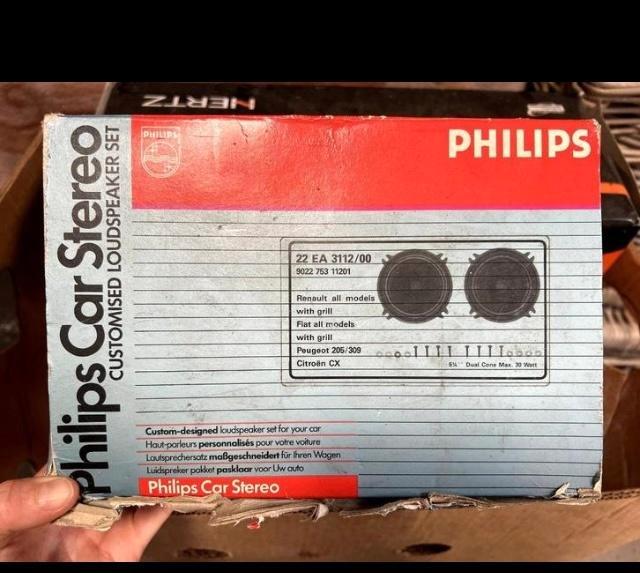 HERTZ
Philips Car Stereo
CUSTOMISED LOUDSPEAKER SET
PHILIPS
PHILIPS
22 EA 3112/00
9022 753 11201
Renault all models
with grill
Fiat all models
with grill
Peugeot 205/309
Citroën CX
5¼" Dual Cone Max. 30 Watt
Custom-designed loudspeaker set for your car
Haut-parleurs personnalisés pour votre voiture
Lautsprechersatz maßgeschneidert für Ihren Wagen
Luidspreker pakket pasklaar voor Uw auto
Philips Car Stereo